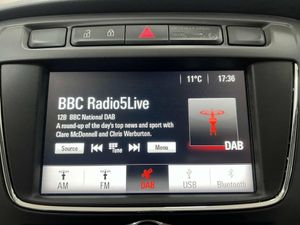 11°C 17:36
BBC Radio5Live
12B BBC National DAB
A round-up of the day's top news and sport with
Clare McDonnell and Chris Warburton.
Source Tune Menu
DAB
AM FM DAB USB Bluetooth